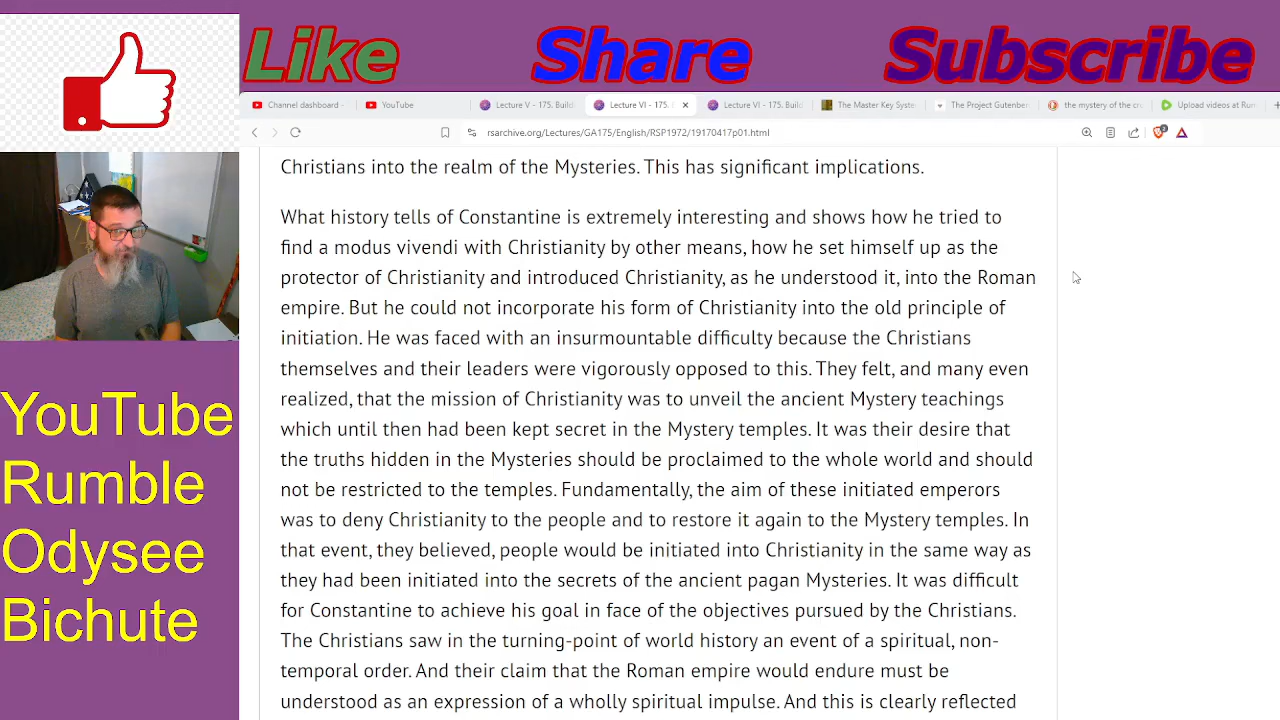 Like Share Subscribe
Channel dashboard - YouTube Lecture V - 175. Build Lecture VI - 175. Lecture VI - 175. Build The Master Key Syste The Project Gutenber the mystery of the cru Upload videos at Rum
rsarchive.org/Lectures/GA175/English/RSP1972/19170417p01.html
Christians into the realm of the Mysteries. This has significant implications.
What history tells of Constantine is extremely interesting and shows how he tried to
find a modus vivendi with Christianity by other means, how he set himself up as the
protector of Christianity and introduced Christianity, as he understood it, into the Roman
empire. But he could not incorporate his form of Christianity into the old principle of
initiation. He was faced with an insurmountable difficulty because the Christians
themselves and their leaders were vigorously opposed to this. They felt, and many even
realized, that the mission of Christianity was to unveil the ancient Mystery teachings
which until then had been kept secret in the Mystery temples. It was their desire that
the truths hidden in the Mysteries should be proclaimed to the whole world and should
not be restricted to the temples. Fundamentally, the aim of these initiated emperors
was to deny Christianity to the people and to restore it again to the Mystery temples. In
that event, they believed, people would be initiated into Christianity in the same way as
they had been initiated into the secrets of the ancient pagan Mysteries. It was difficult
for Constantine to achieve his goal in face of the objectives pursued by the Christians.
The Christians saw in the turning-point of world history an event of a spiritual, non-
temporal order. And their claim that the Roman empire would endure must be
understood as an expression of a wholly spiritual impulse. And this is clearly reflected
YouTube
Rumble
Odysee
Bichute